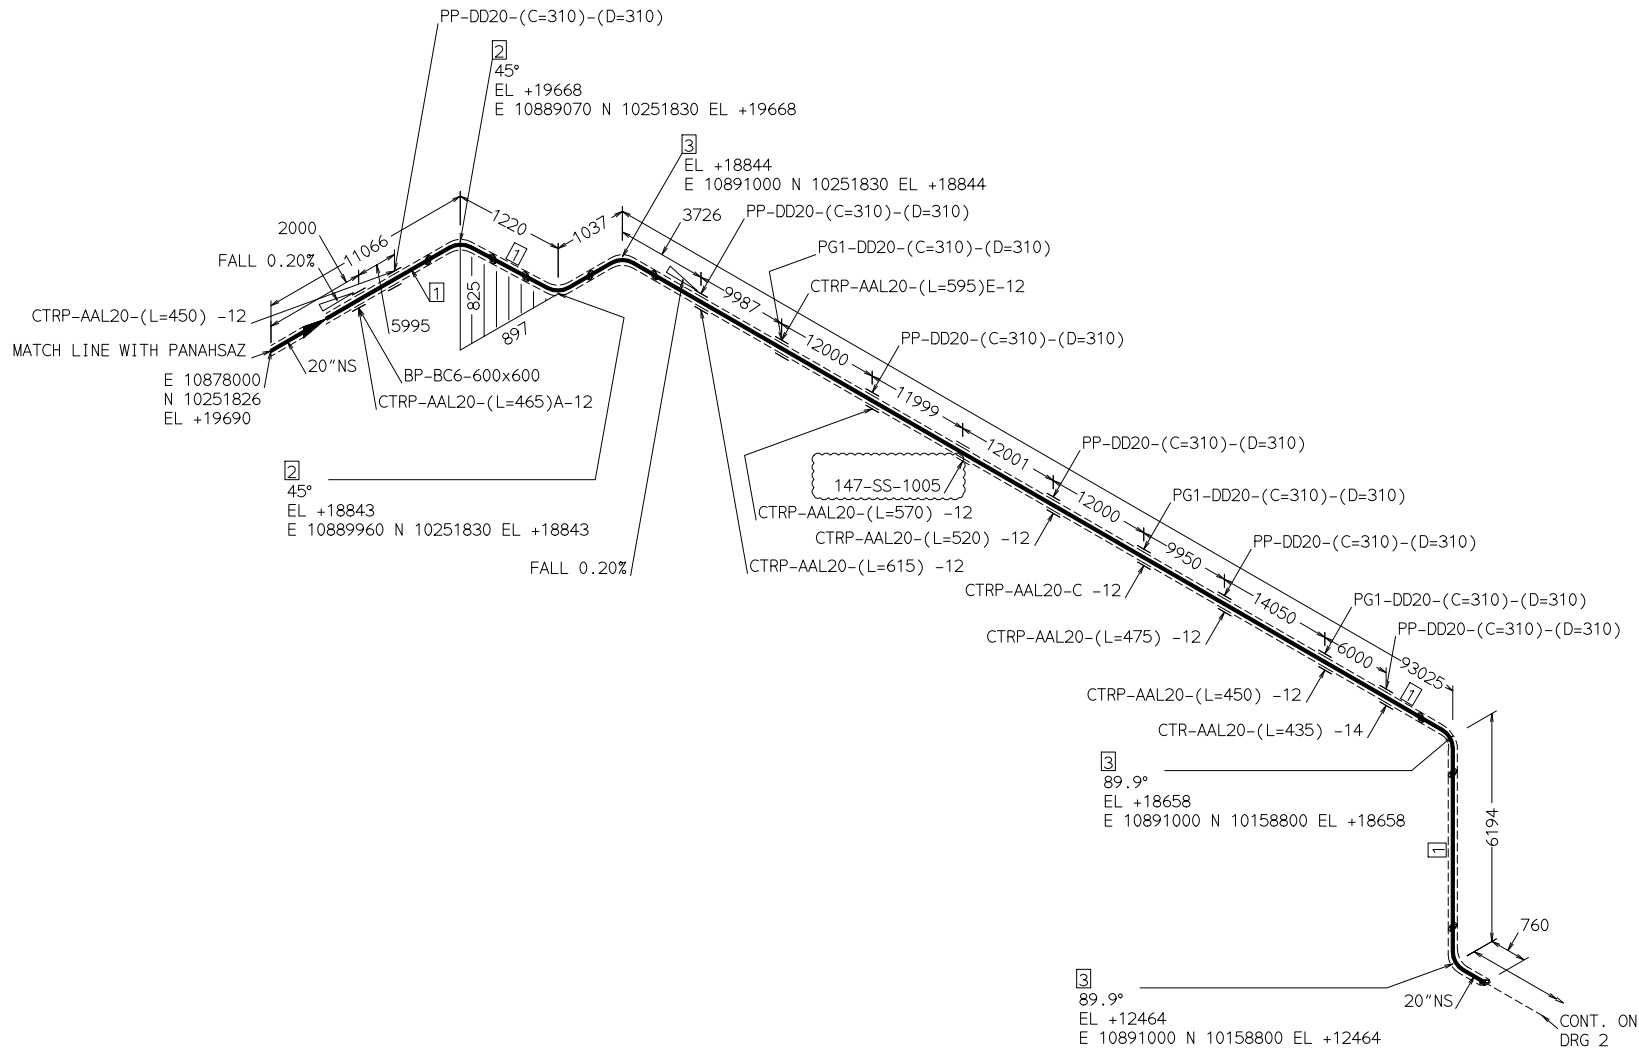 PP-DD20-(C=310)-(D=310)
2
45°
EL +19668
E 10889070 N 10251830 EL +19668
3
EL +18844
E 10891000 N 10251830 EL +18844
3726
PP-DD20-(C=310)-(D=310)
1220
1037
2000
11066
FALL 0.20%
1
PG1-DD20-(C=310)-(D=310)
CTRP-AAL20-(L=595)E-12
9987
825
897
1
CTRP-AAL20-(L=450) -12
5995
MATCH LINE WITH PANAHSAZ
20"NS
E 10878000
N 10251826
EL +19690
BP-BC6-600x600
CTRP-AAL20-(L=465)A-12
12000
PP-DD20-(C=310)-(D=310)
11999
2
45°
EL +18843
E 10889960 N 10251830 EL +18843
12001
PP-DD20-(C=310)-(D=310)
147-SS-1005
12000
PG1-DD20-(C=310)-(D=310)
CTRP-AAL20-(L=570) -12
CTRP-AAL20-(L=520) -12
FALL 0.20%
CTRP-AAL20-(L=615) -12
9950
PP-DD20-(C=310)-(D=310)
CTRP-AAL20-C -12
14050
PG1-DD20-(C=310)-(D=310)
PP-DD20-(C=310)-(D=310)
CTRP-AAL20-(L=475) -12
6000
93025
1
CTRP-AAL20-(L=450) -12
CTR-AAL20-(L=435) -14
3
89.9°
EL +18658
E 10891000 N 10158800 EL +18658
6194
1
760
3
89.9°
EL +12464
E 10891000 N 10158800 EL +12464
20"NS
CONT. ON
DRG 2